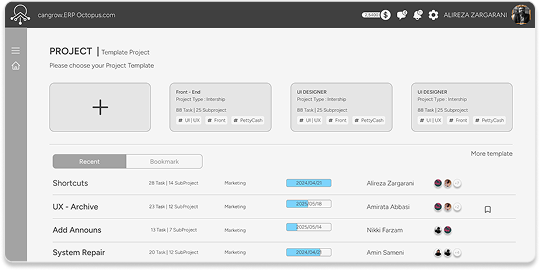 cangrow.ERP Octopus.com
ALIREZA ZARGARANI
PROJECT | Template Project
Please choose your Project Template
Front - End
Project Type : Intership
88 Task | 25 Subproject
# UI | UX # Front # PettyCash
UI DESIGNER
Project Type : Intership
88 Task | 25 Subproject
# UI | UX # Front # PettyCash
UI DESIGNER
Project Type : Intership
88 Task | 25 Subproject
# UI | UX # Front # PettyCash
More template
Recent
Bookmark
Shortcuts 28 Task | 14 SubProject Marketing 2024/04/21 Alireza Zargarani
UX - Archive 23 Task | 12 SubProject Marketing 2025/05/18 Amirata Abbasi
Add Announs 13 Task | 7 SubProject Marketing 2025/05/14 Nikki Farzam
System Repair 20 Task | 12 SubProject Marketing 2024/04/21 Amin Sameni